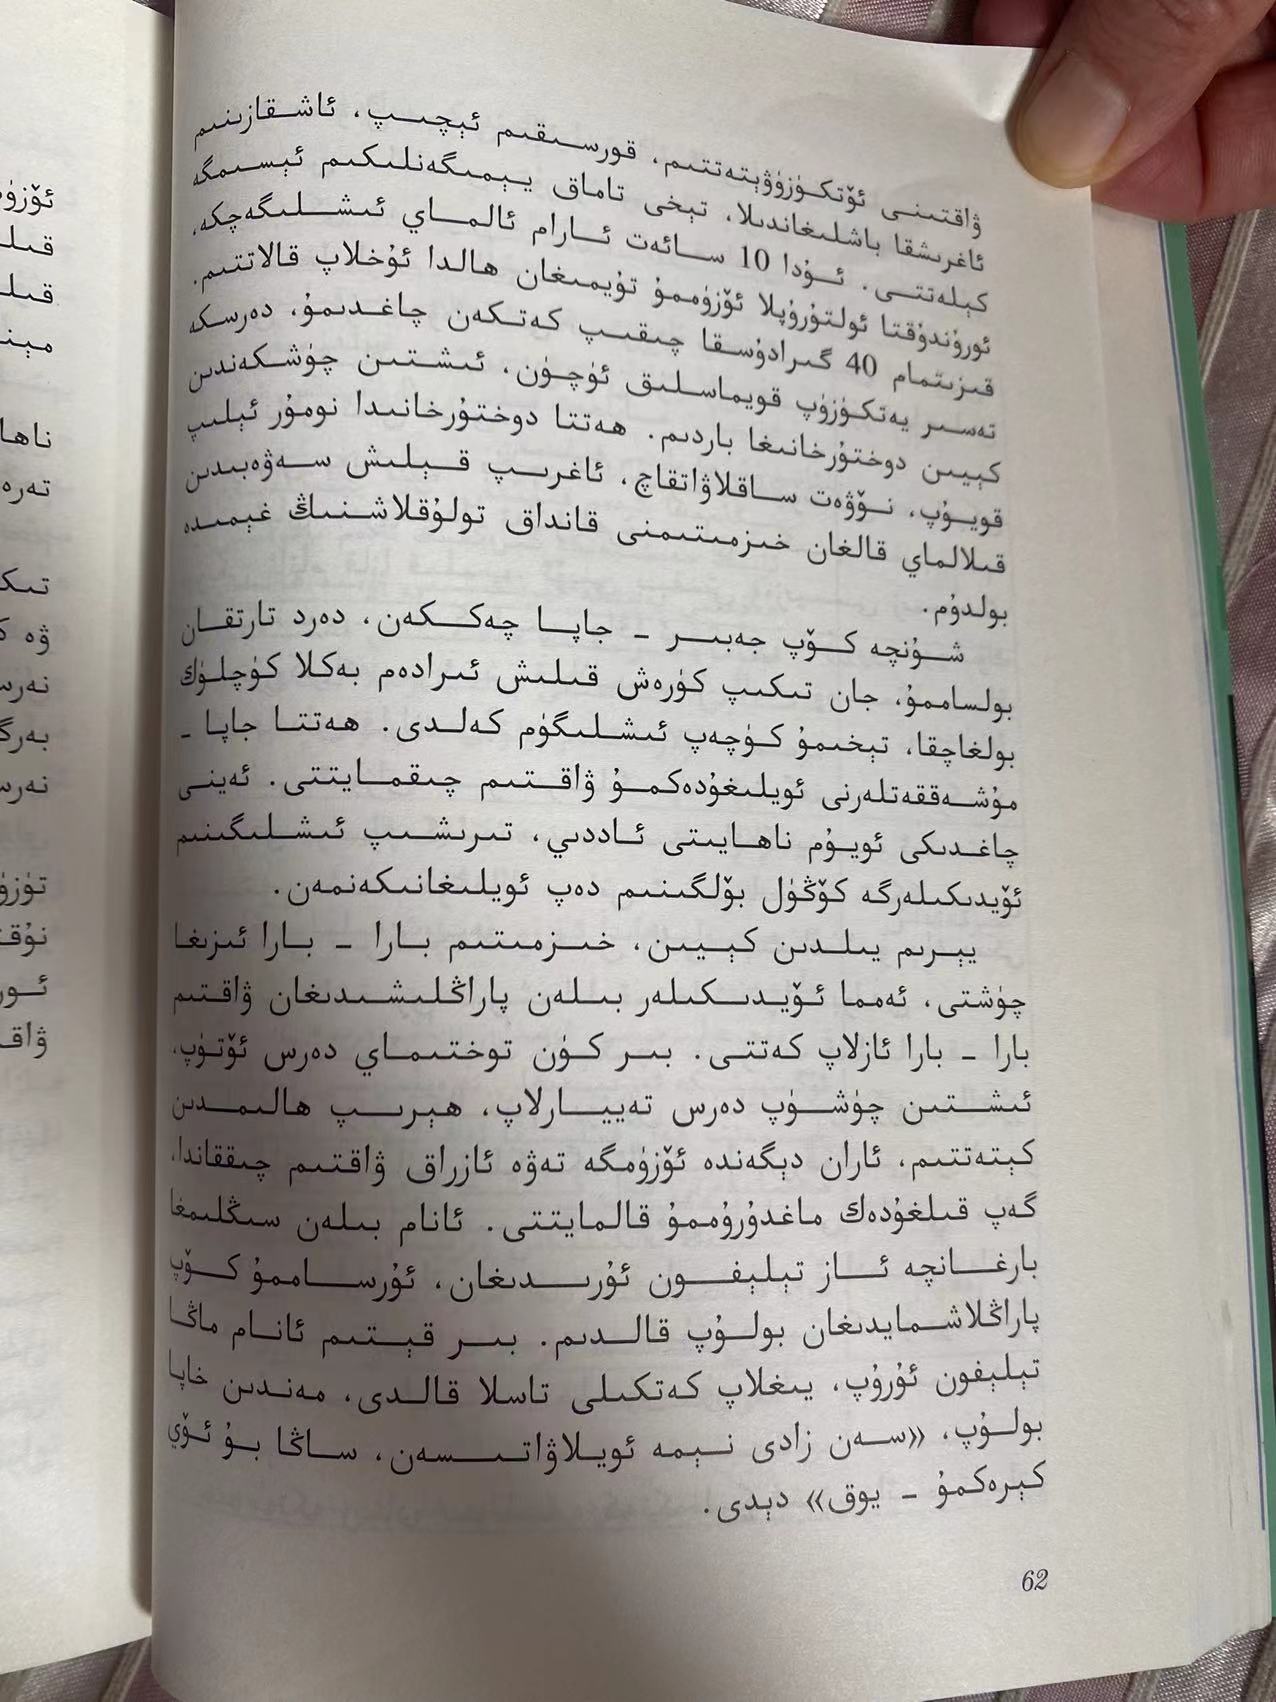 ۋاقتىنى ئۆتكۈزۈۋېتەتتىم، قورسىقىم ئېچىپ، ئاشقازىنىم
ئاغرىشقا باشلىغاندىلا، تېخى تاماق يېمىگەنلىكىم ئېسىمگە
كېلەتتى. ئۇدا 10 سائەت ئارام ئالماي ئىشلىگەچكە،
ئورۇندۇقتا ئولتۇرۇپلا ئۆزۈممۇ تۇيمىغان ھالدا ئۇخلاپ قالاتتىم.
قىزىتمام 40 گىرادۇسقا چىقىپ كەتكەن چاغدىمۇ، دەرسكە
تەسىر يەتكۈزۈپ قويماسلىق ئۈچۈن، ئىشتىن چۈشكەندىن
كېيىن دوختۇرخانىغا باردىم. ھەتتا دوختۇرخانىدا نومۇر ئېلىپ
قويۇپ، نۆۋەت ساقلاۋاتقاچ، ئاغرىپ قېلىش سەۋەبىدىن
قىلالماي قالغان خىزمىتىمنى قانداق تولۇقلاشنىڭ غېمىدە
بولدۇم.
شۇنچە كۆپ جەبىر - جاپا چەككەن، دەرد تارتقان
بولساممۇ، جان تىكىپ كۈرەش قىلىش ئىرادەم بەكلا كۈچلۈك
بولغاچقا، تېخىمۇ كۈچەپ ئىشلىگۈم كەلدى. ھەتتا جاپا -
مۇشەققەتلەرنى ئويلىغۇدەكمۇ ۋاقتىم چىقمايتتى. ئەينى
چاغدىكى ئويۇم ناھايىتى ئاددىي، تىرىشىپ ئىشلىگىنىم
ئۆيدىكىلەرگە كۆڭۈل بۆلگىنىم دەپ ئويلىغانىكەنمەن.
يېرىم يىلدىن كېيىن، خىزمىتىم بارا - بارا ئىزىغا
چۈشتى، ئەمما ئۆيدىكىلەر بىلەن پاراڭلىشىدىغان ۋاقتىم
بارا - بارا ئازلاپ كەتتى. بىر كۈن توختىماي دەرس ئۆتۈپ،
ئىشتىن چۈشۈپ دەرس تەييارلاپ، ھېرىپ ھالىمدىن
كېتەتتىم، ئاران دېگەندە ئۆزۈمگە تەۋە ئازراق ۋاقتىم چىققاندا،
گەپ قىلغۇدەك ماغدۇرۇممۇ قالمايتتى. ئانام بىلەن سىڭلىمغا
بارغانچە ئاز تېلېفون ئۇرىدىغان، ئۇرساممۇ كۆپ
پاراڭلاشمايدىغان بولۇپ قالدىم. بىر قېتىم ئانام ماڭا
تېلېفون ئۇرۇپ، يىغلاپ كەتكىلى تاسلا قالدى، مەندىن خاپا
بولۇپ، «سەن زادى نېمە ئويلاۋاتىسەن، ساڭا بۇ ئۆي
كېرەكمۇ - يوق» دېدى.
62